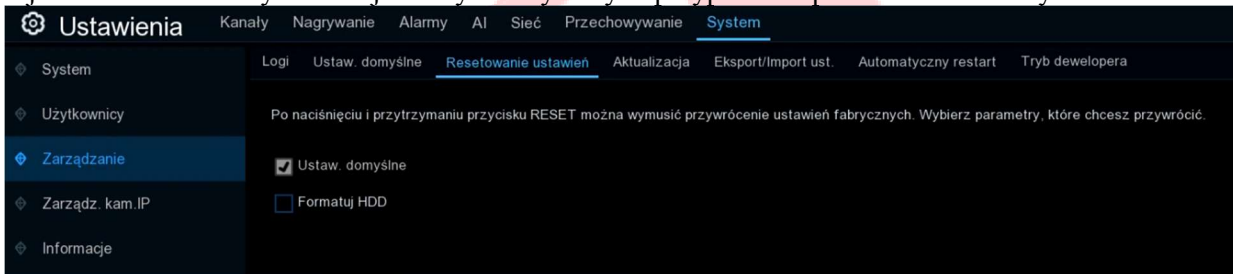 Ustawienia Kanały Nagrywanie Alarmy AI Sieć Przechowywanie System
System
Użytkownicy
Zarządzanie
Zarządz. kam.IP
Informacje
Logi Ustaw. domyślne Resetowanie ustawień Aktualizacja Eksport/Import ust. Automatyczny restart Tryb dewelopera
Po naciśnięciu i przytrzymaniu przycisku RESET można wymusić przywrócenie ustawień fabrycznych. Wybierz parametry, które chcesz przywrócić.
Ustaw. domyślne
Formatuj HDD